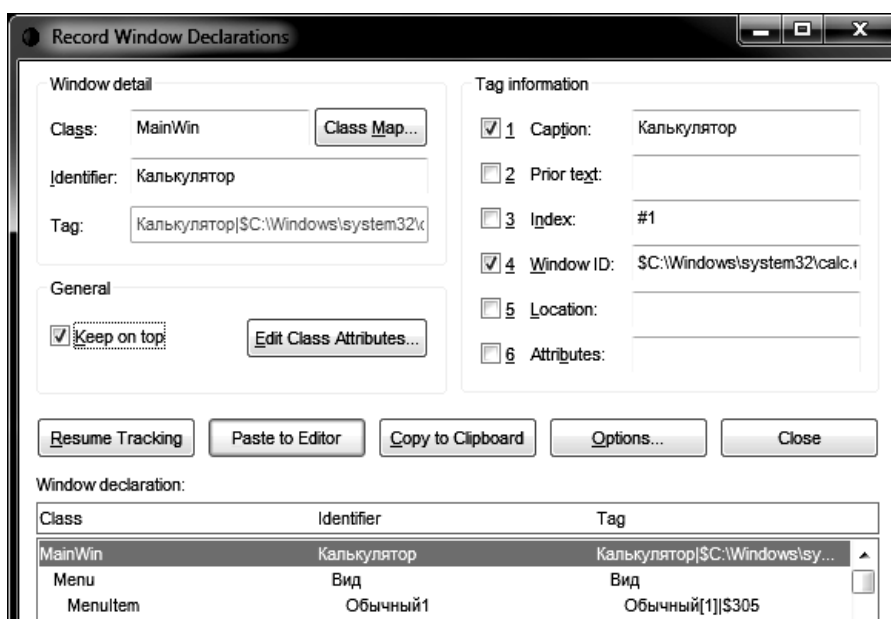 Record Window Declarations
Window detail
Class: MainWin Class Map...
Identifier: Калькулятор
Tag: Калькулятор|$C:\Windows\system32\c
General
Keep on top Edit Class Attributes...
Tag information
1 Caption: Калькулятор
2 Prior text:
3 Index: #1
4 Window ID: $C:\Windows\system32\calc.e
5 Location:
6 Attributes:
Resume Tracking Paste to Editor Copy to Clipboard Options... Close
Window declaration:
Class Identifier Tag
MainWin Калькулятор Калькулятор|$C:\Windows\sy...
Menu Вид Вид
MenuItem Обычный1 Обычный[1]|$305